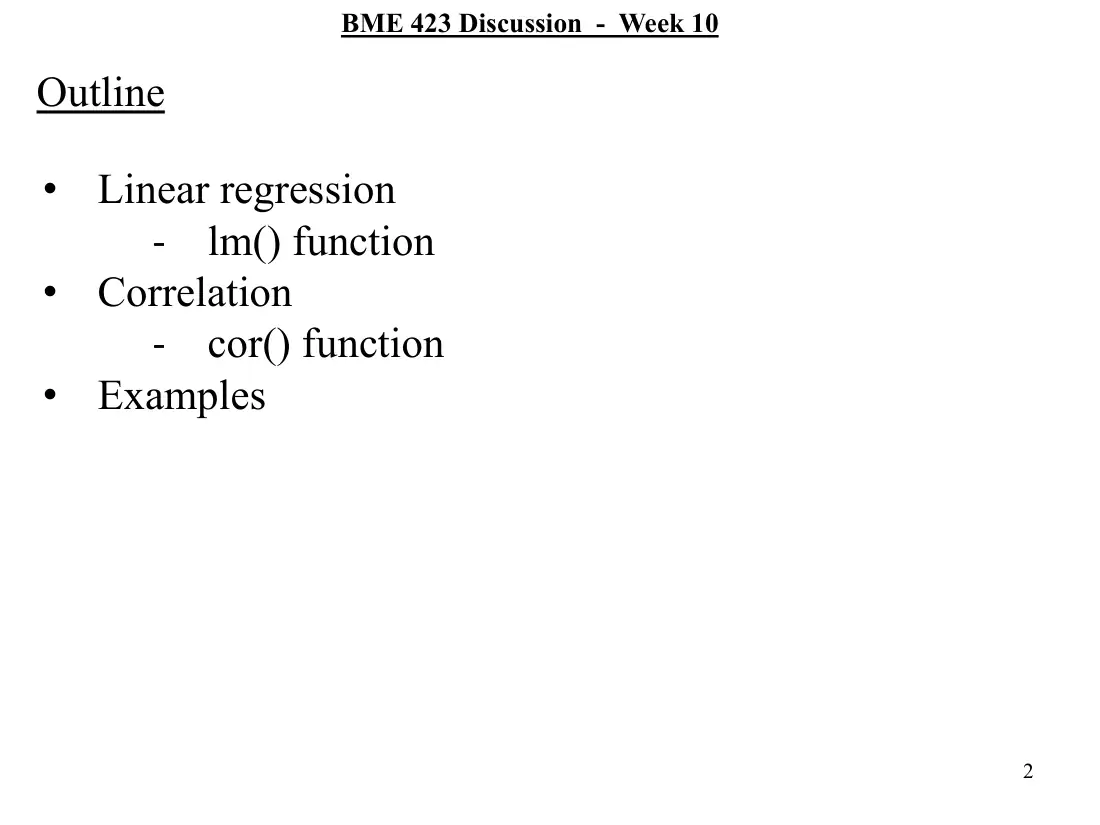 BME 423 Discussion  -  Week 10
Outline
•    Linear regression
-    lm() function
•    Correlation
-    cor() function
•    Examples
2